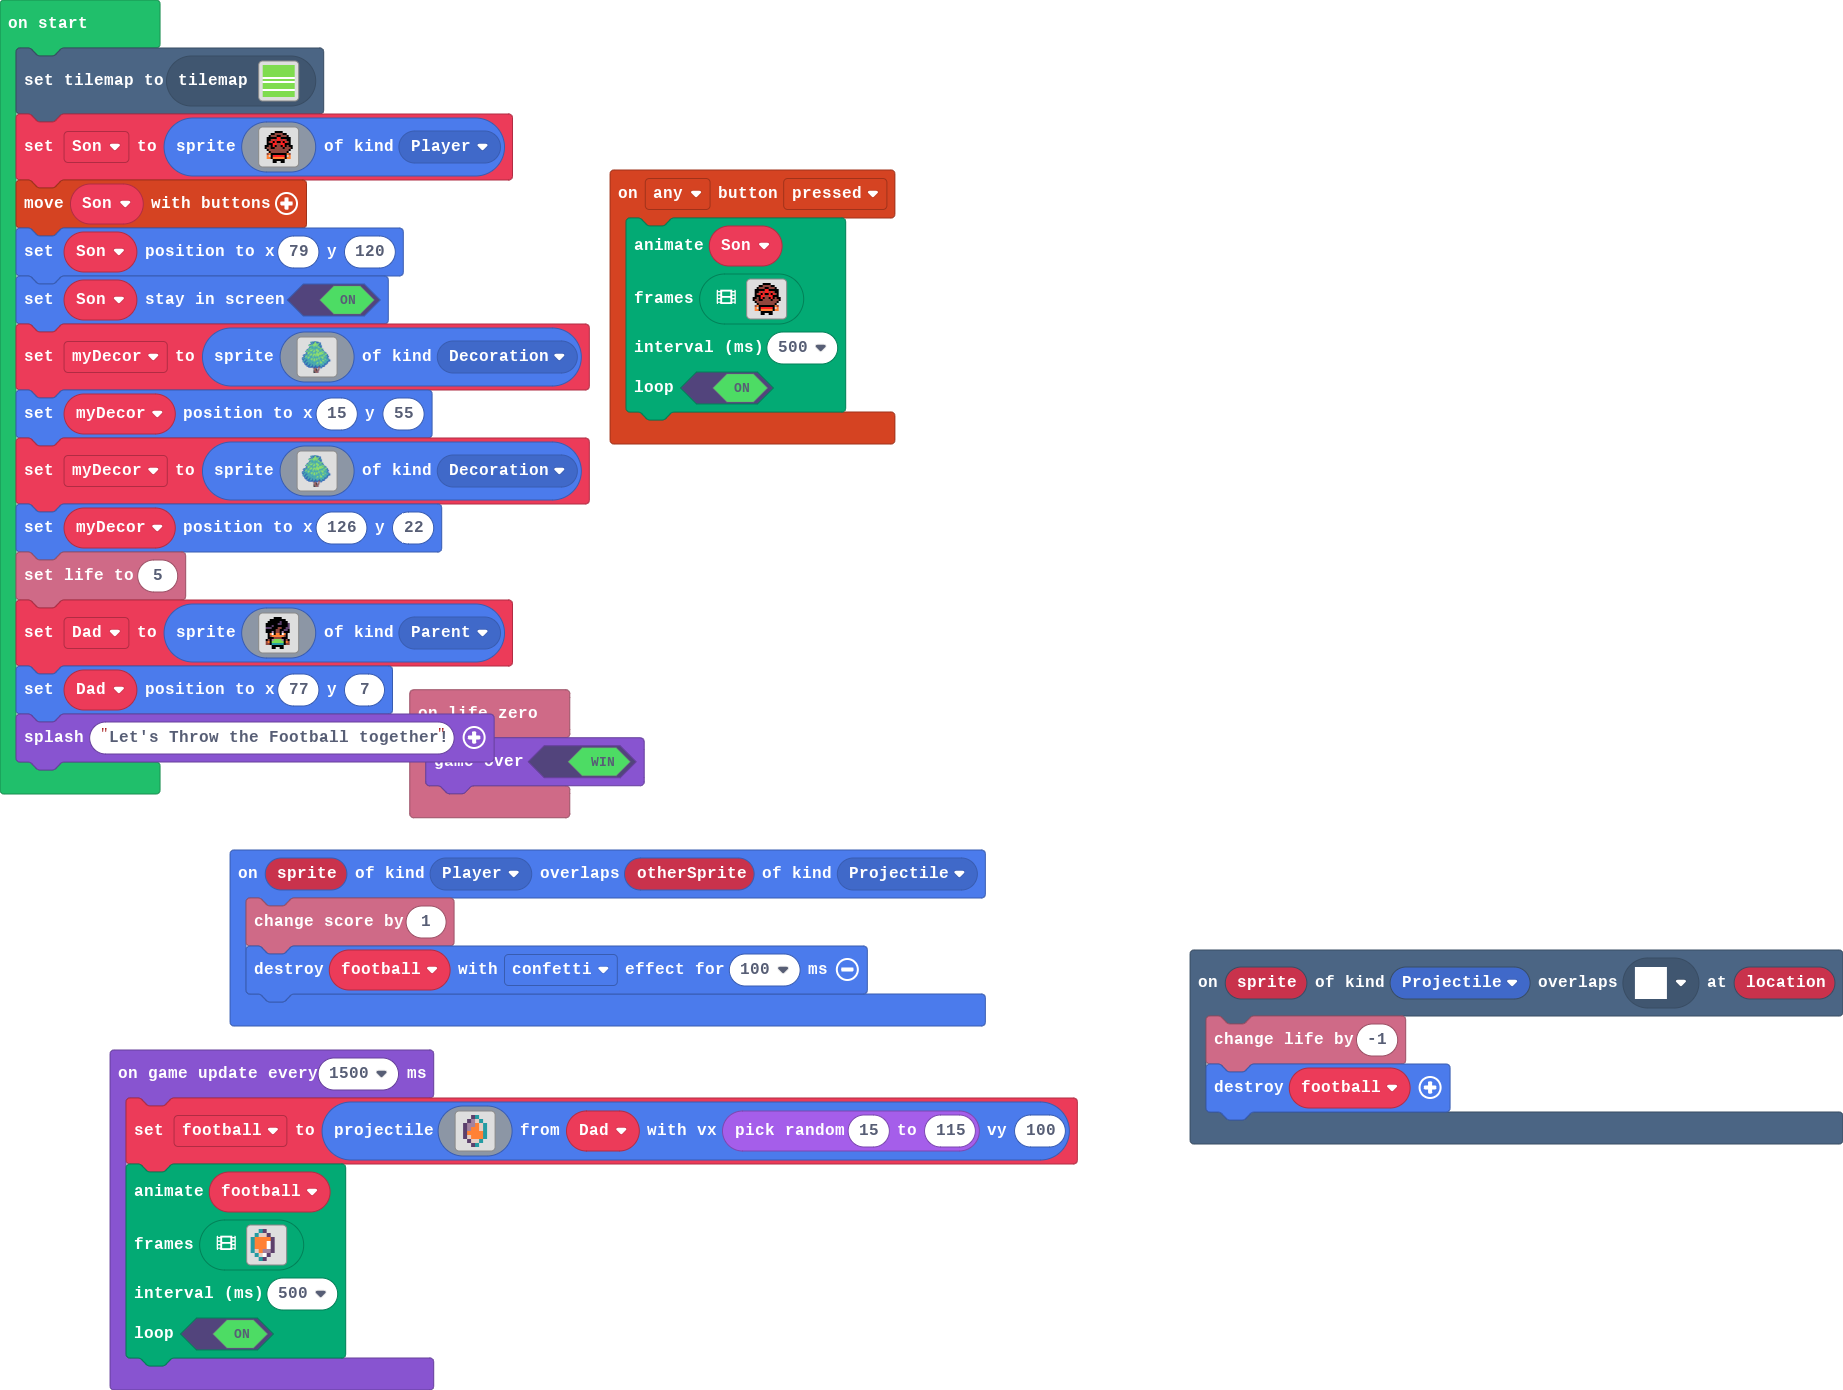 on start
set tilemap to tilemap
set Son to sprite of kind Player
move Son with buttons
set Son position to x 79 y 120
set Son stay in screen ON
set myDecor to sprite of kind Decoration
set myDecor position to x 15 y 55
set myDecor to sprite of kind Decoration
set myDecor position to x 126 y 22
set life to 5
set Dad to sprite of kind Parent
set Dad position to x 77 y 7
splash "Let's Throw the Football together!"
on any button pressed
animate Son
frames
interval (ms) 500
loop ON
on life zero
game over WIN
on sprite of kind Player overlaps otherSprite of kind Projectile
change score by 1
destroy football with confetti effect for 100 ms
on sprite of kind Projectile overlaps at location
change life by -1
destroy football
on game update every 1500 ms
set football to projectile from Dad with vx pick random 15 to 115 vy 100
animate football
frames
interval (ms) 500
loop ON